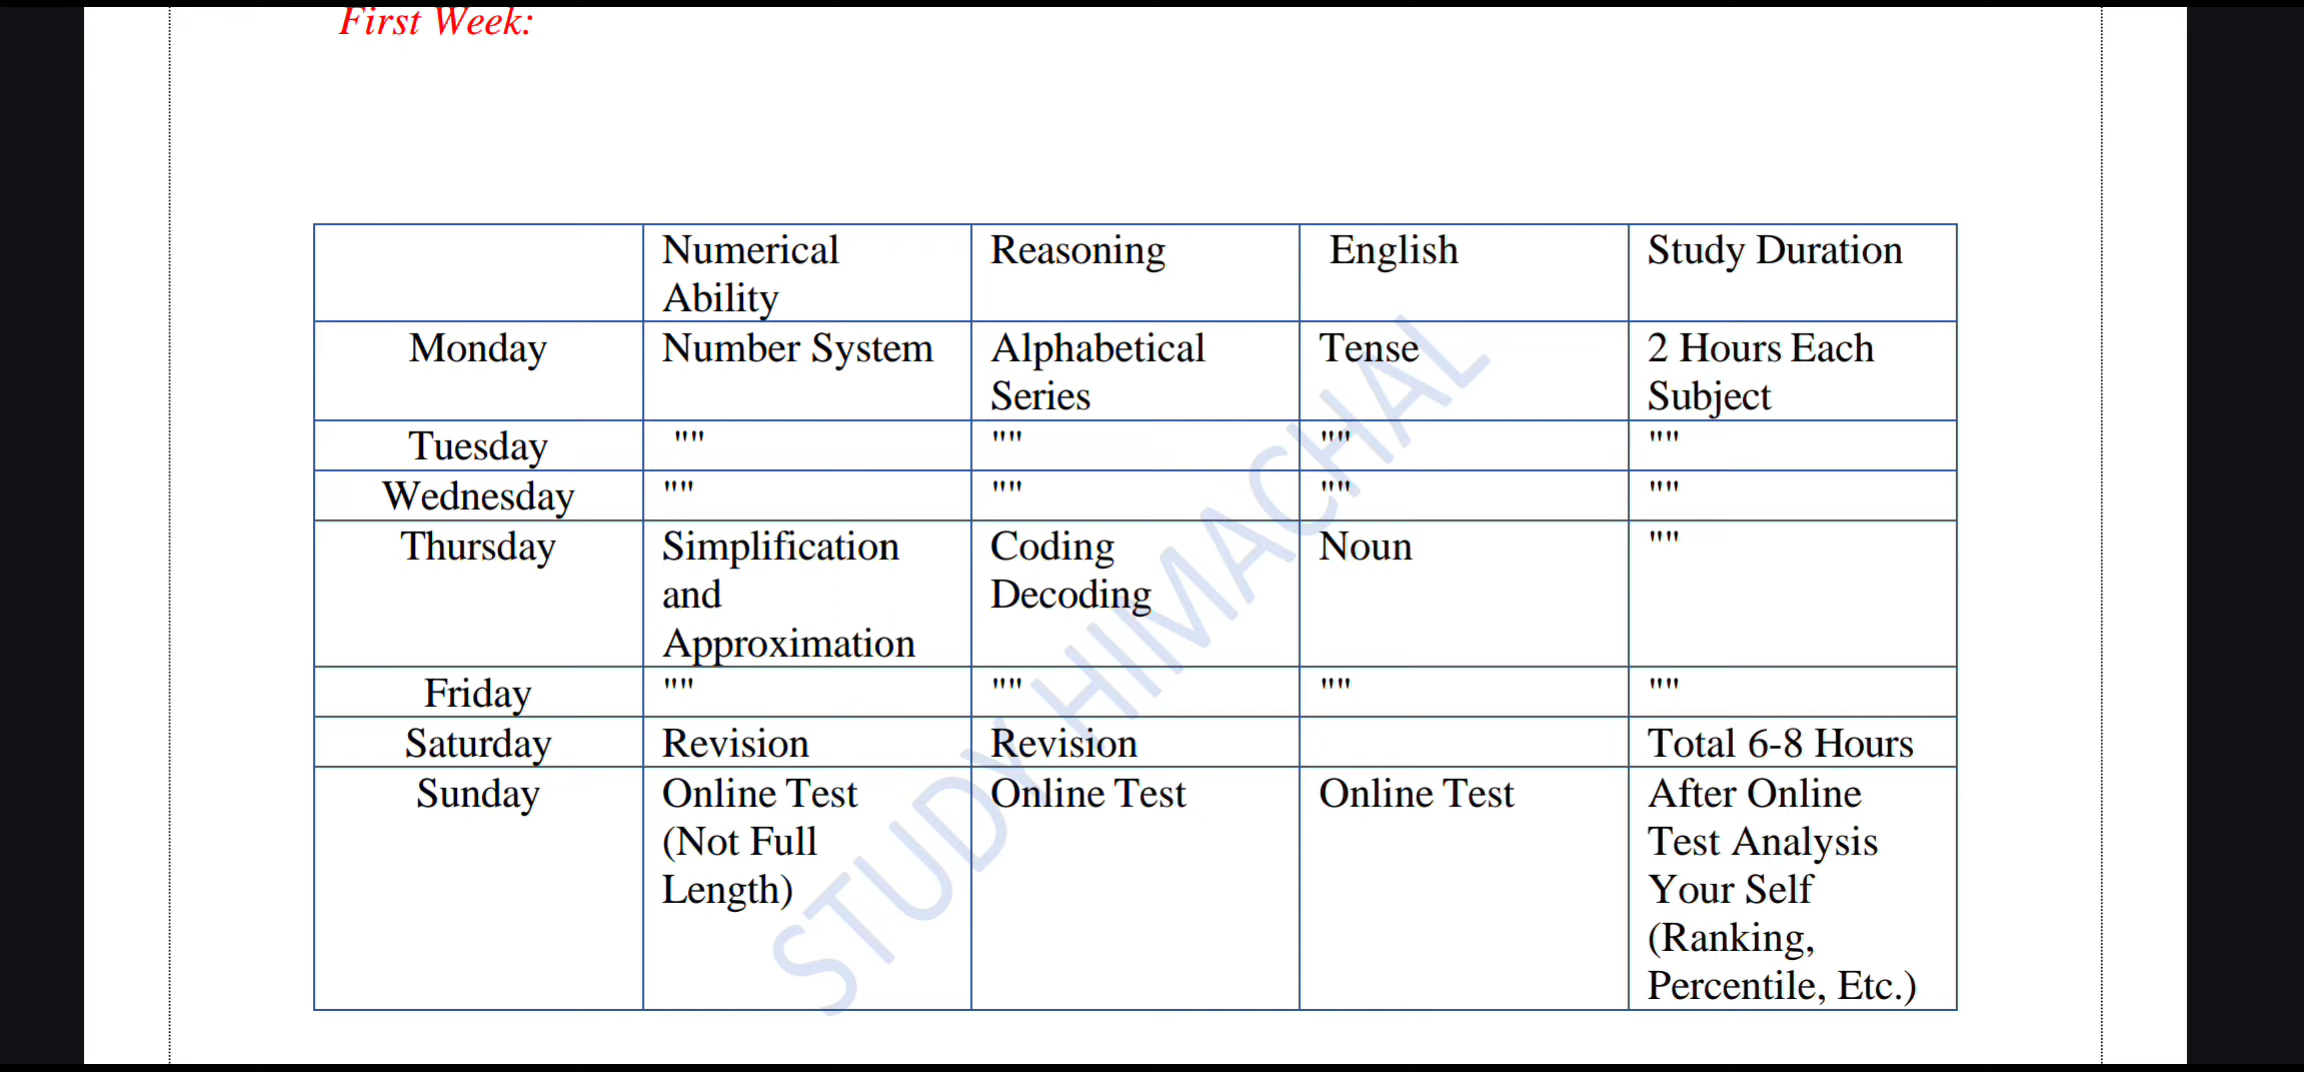 First Week:
Numerical Ability Reasoning English Study Duration
Monday Number System Alphabetical Series Tense 2 Hours Each Subject
Tuesday "" "" "" ""
Wednesday "" "" "" ""
Thursday Simplification and Approximation Coding Decoding Noun ""
Friday "" "" "" ""
Saturday Revision Revision Total 6-8 Hours
Sunday Online Test (Not Full Length) Online Test Online Test After Online Test Analysis Your Self (Ranking, Percentile, Etc.)
STUDY HIMACHAL